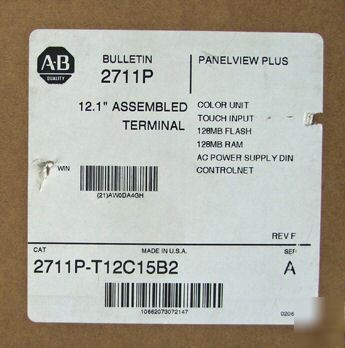 A-B
QUALITY
BULLETIN
2711P
PANELVIEW PLUS
12.1" ASSEMBLED
TERMINAL
COLOR UNIT
TOUCH INPUT
128MB FLASH
128MB RAM
AC POWER SUPPLY DIN
CONTROLNET
WIN
(21)AW0DA4GH
REV F
CAT
MADE IN U.S.A.
SER
2711P-T12C15B2
A
10662073072147
0206